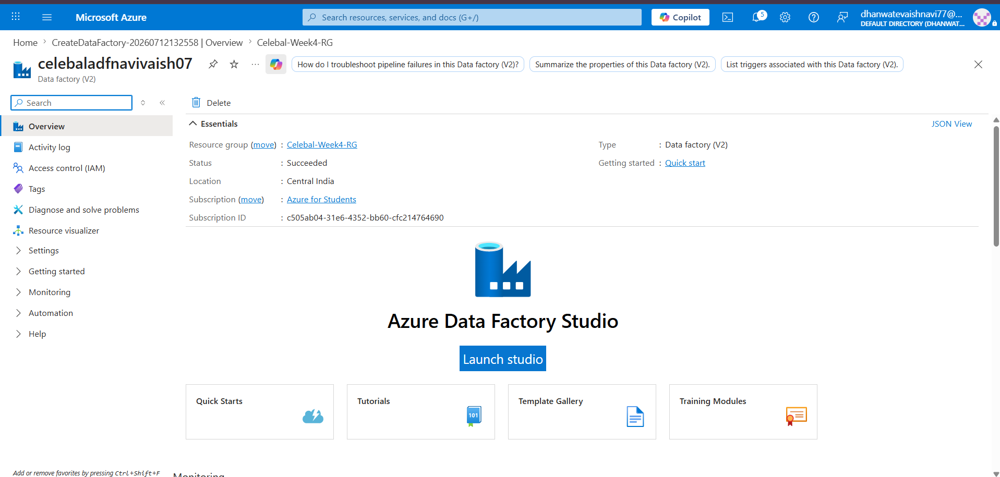 Microsoft Azure
Search resources, services, and docs (G+/)
Copilot
5
dhanwatevaishnavi77@...
DEFAULT DIRECTORY (DHANWAT...
Home > CreateDataFactory-20260712132558 | Overview > Celebal-Week4-RG
celebaladfnavivaish07
Data factory (V2)
How do I troubleshoot pipeline failures in this Data factory (V2)?
Summarize the properties of this Data factory (V2).
List triggers associated with this Data factory (V2).
Search
Overview
Activity log
Access control (IAM)
Tags
Diagnose and solve problems
Resource visualizer
Settings
Getting started
Monitoring
Automation
Help
Add or remove favorites by pressing Ctrl+Shift+F
Delete
Essentials
JSON View
Resource group (move) : Celebal-Week4-RG
Status : Succeeded
Location : Central India
Subscription (move) : Azure for Students
Subscription ID : c505ab04-31e6-4352-bb60-cfc214764690
Type : Data factory (V2)
Getting started : Quick start
Azure Data Factory Studio
Launch studio
Quick Starts
Tutorials
101
Template Gallery
Training Modules
Monitoring